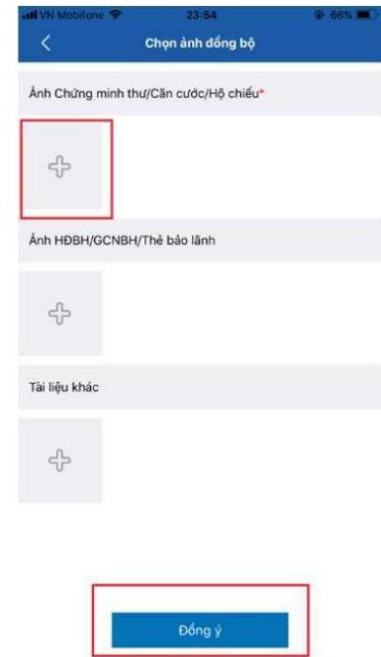 VN Mobifone 23:54 66%
Chọn ảnh đồng bộ
Ảnh Chứng minh thư/Căn cước/Hộ chiếu*
Ảnh HĐBH/GCNBH/Thẻ bảo lãnh
Tài liệu khác
Đồng ý